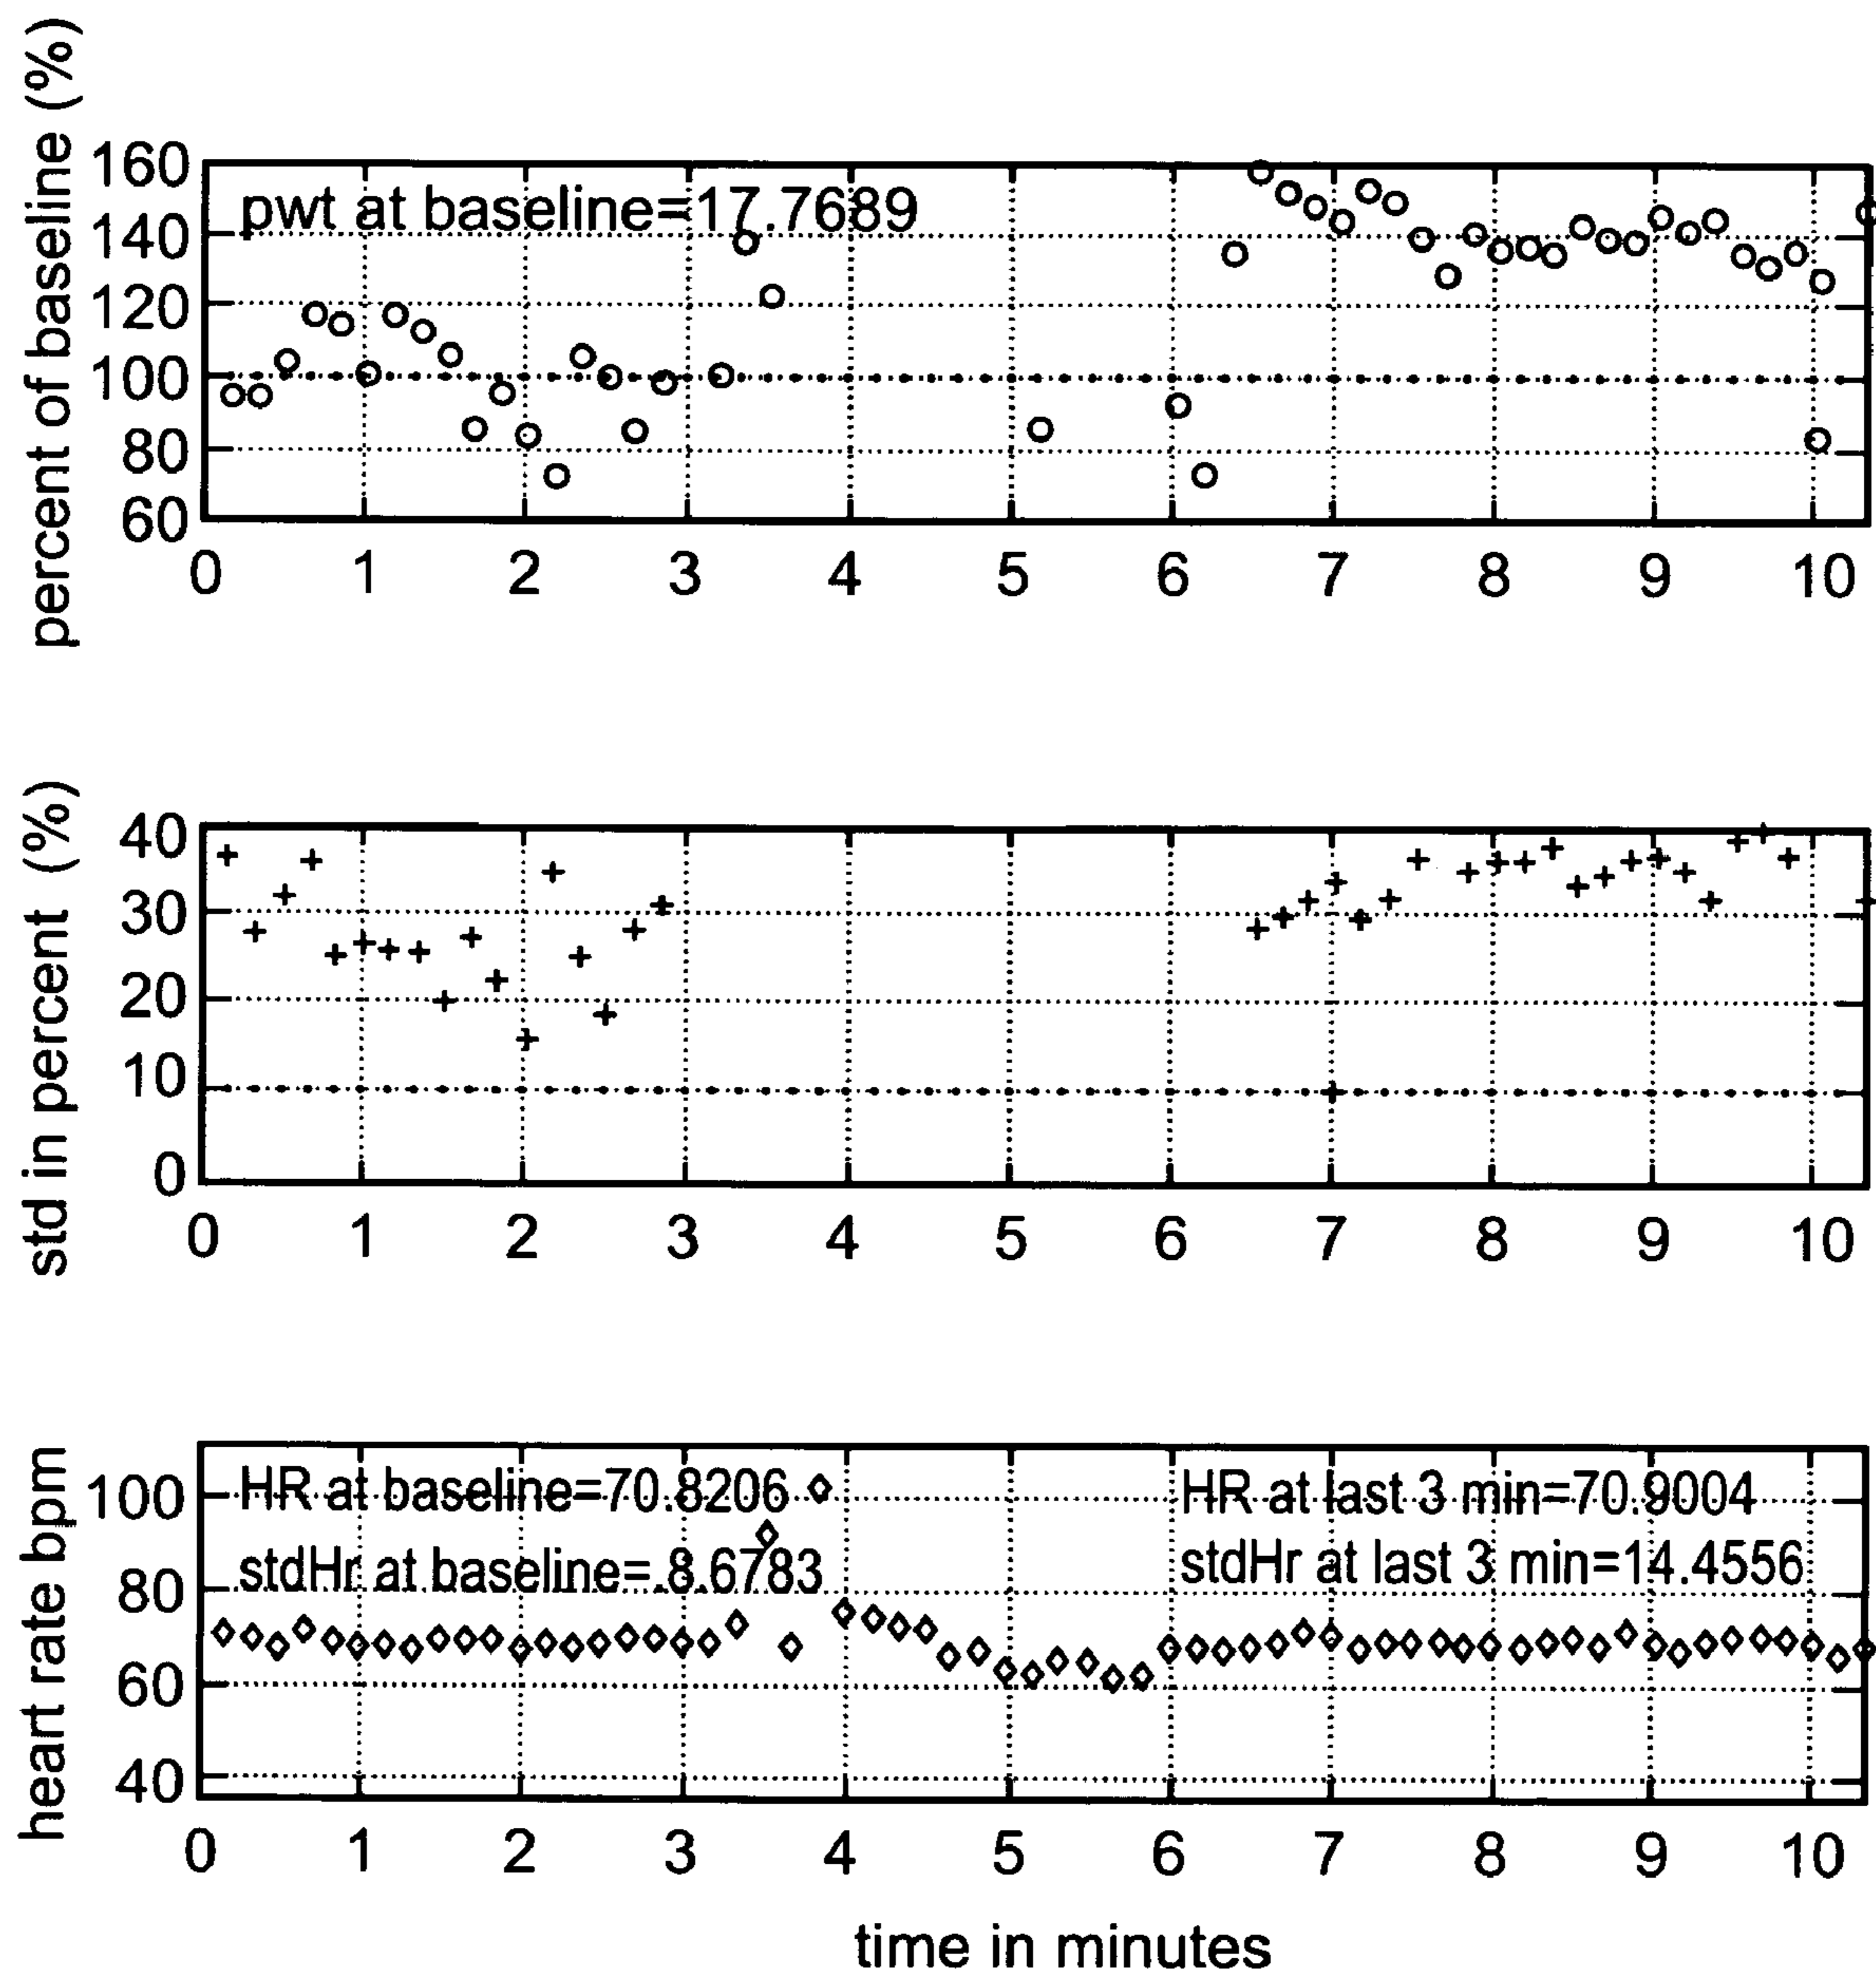 percent of baseline (%)
160
140
120
100
80
60
pwt at baseline=17.7689
0 1 2 3 4 5 6 7 8 9 10
std in percent (%)
40
30
20
10
0
0 1 2 3 4 5 6 7 8 9 10
heart rate bpm
100
80
60
40
HR at baseline=70.8206
stdHr at baseline=.8.6783
HR at last 3 min=70.9004
stdHr at last 3 min=14.4556
0 1 2 3 4 5 6 7 8 9 10
time in minutes